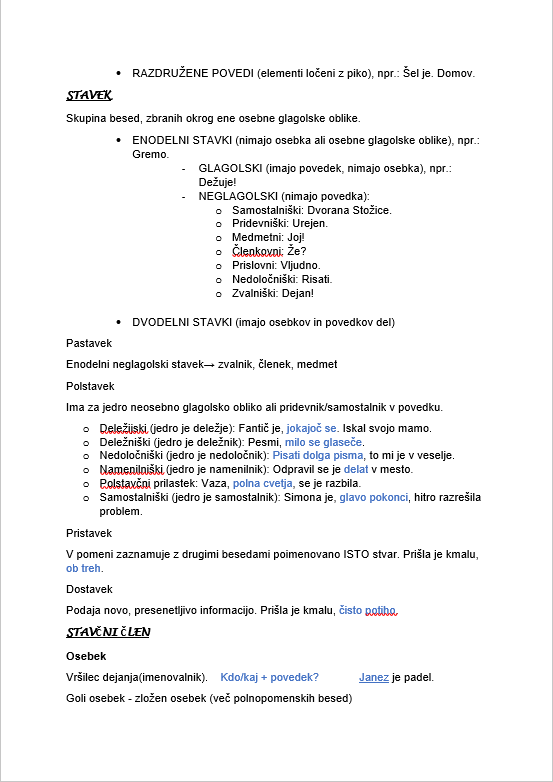 • RAZDRUŽENE POVEDI (elementi ločeni z piko), npr.: Šel je. Domov.
STAVEK
Skupina besed, zbranih okrog ene osebne glagolske oblike.
• ENODELNI STAVKI (nimajo osebka ali osebne glagolske oblike), npr.:
Gremo.
- GLAGOLSKI (imajo povedek, nimajo osebka), npr.:
Dežuje!
- NEGLAGOLSKI (nimajo povedka):
o Samostalniški: Dvorana Stožice.
o Pridevniški: Urejen.
o Medmetni: Joj!
o Členkovni: Že?
o Prislovni: Vljudno.
o Nedoločniški: Risati.
o Zvalniški: Dejan!
• DVODELNI STAVKI (imajo osebkov in povedkov del)
Pastavek
Enodelni neglagolski stavek→ zvalnik, členek, medmet
Polstavek
Ima za jedro neosebno glagolsko obliko ali pridevnik/samostalnik v povedku.
o Deležijski (jedro je deležje): Fantič je, jokajoč se. Iskal svojo mamo.
o Deležniški (jedro je deležnik): Pesmi, milo se glaseče.
o Nedoločniški (jedro je nedoločnik): Pisati dolga pisma, to mi je v veselje.
o Namenilniški (jedro je namenilnik): Odpravil se je delat v mesto.
o Polstavčni prilastek: Vaza, polna cvetja, se je razbila.
o Samostalniški (jedro je samostalnik): Simona je, glavo pokonci, hitro razrešila
problem.
Pristavek
V pomeni zaznamuje z drugimi besedami poimenovano ISTO stvar. Prišla je kmalu,
ob treh.
Dostavek
Podaja novo, presenetljivo informacijo. Prišla je kmalu, čisto potiho.
STAVČNI ČLEN
Osebek
Vršilec dejanja(imenovalnik). Kdo/kaj + povedek? Janez je padel.
Goli osebek - zložen osebek (več polnopomenskih besed)